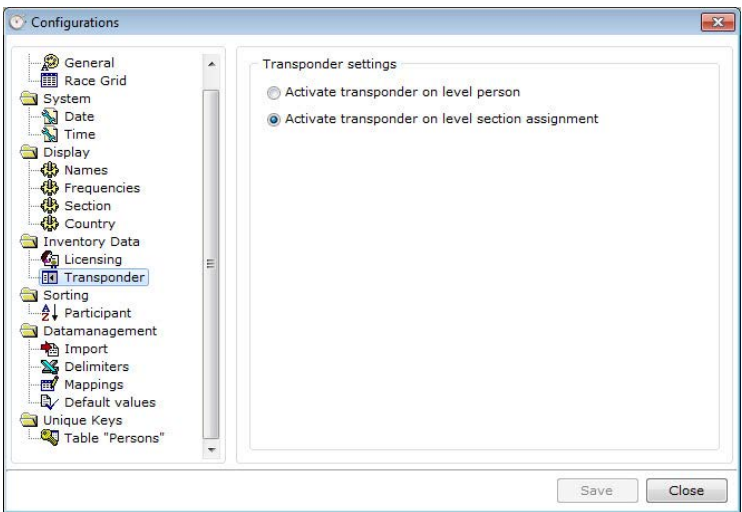 Configurations
General
Race Grid
System
Date
Time
Display
Names
Frequencies
Section
Country
Inventory Data
Licensing
Transponder
Sorting
Participant
Datamanagement
Import
Delimiters
Mappings
Default values
Unique Keys
Table "Persons"
Transponder settings
Activate transponder on level person
Activate transponder on level section assignment
Save
Close